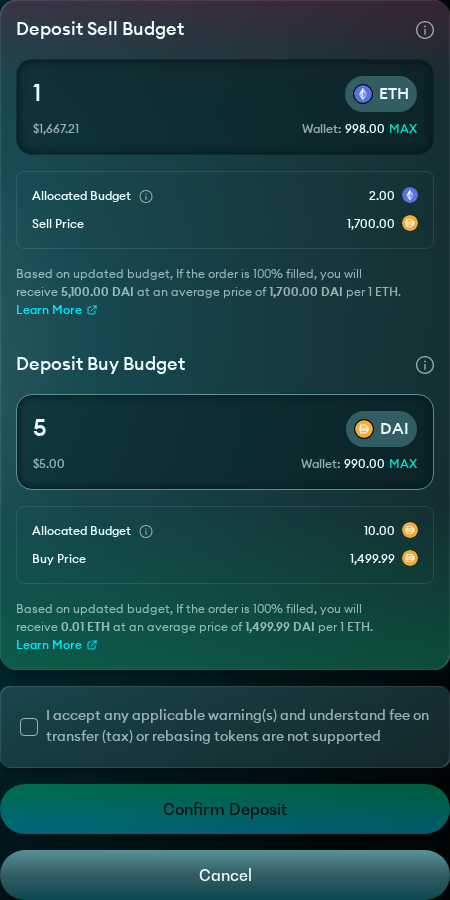 Deposit Sell Budget
1 ETH
$1,667.21 Wallet: 998.00 MAX
Allocated Budget 2.00
Sell Price 1,700.00
Based on updated budget, If the order is 100% filled, you will
receive 5,100.00 DAI at an average price of 1,700.00 DAI per 1 ETH.
Learn More
Deposit Buy Budget
5 DAI
$5.00 Wallet: 990.00 MAX
Allocated Budget 10.00
Buy Price 1,499.99
Based on updated budget, If the order is 100% filled, you will
receive 0.01 ETH at an average price of 1,499.99 DAI per 1 ETH.
Learn More
I accept any applicable warning(s) and understand fee on
transfer (tax) or rebasing tokens are not supported
Confirm Deposit
Cancel